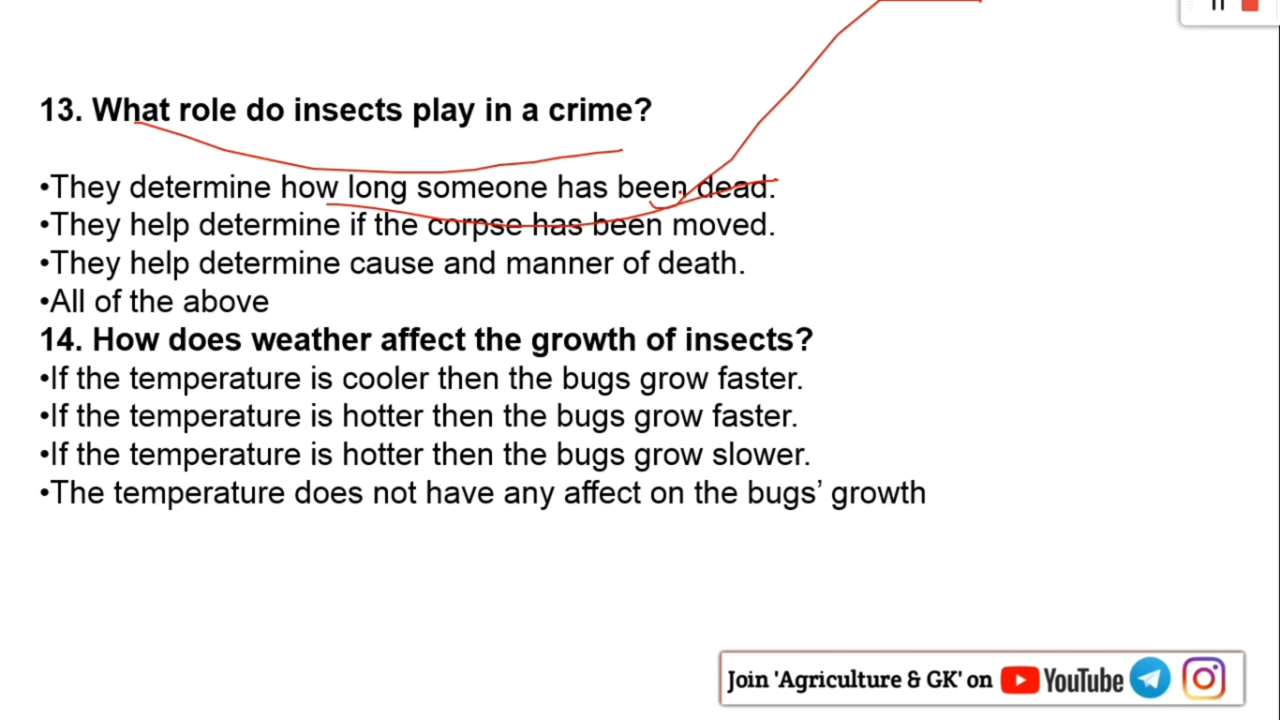 13. What role do insects play in a crime?
•They determine how long someone has been dead.
•They help determine if the corpse has been moved.
•They help determine cause and manner of death.
•All of the above
14. How does weather affect the growth of insects?
•If the temperature is cooler then the bugs grow faster.
•If the temperature is hotter then the bugs grow faster.
•If the temperature is hotter then the bugs grow slower.
•The temperature does not have any affect on the bugs’ growth
Join 'Agriculture & GK' on YouTube